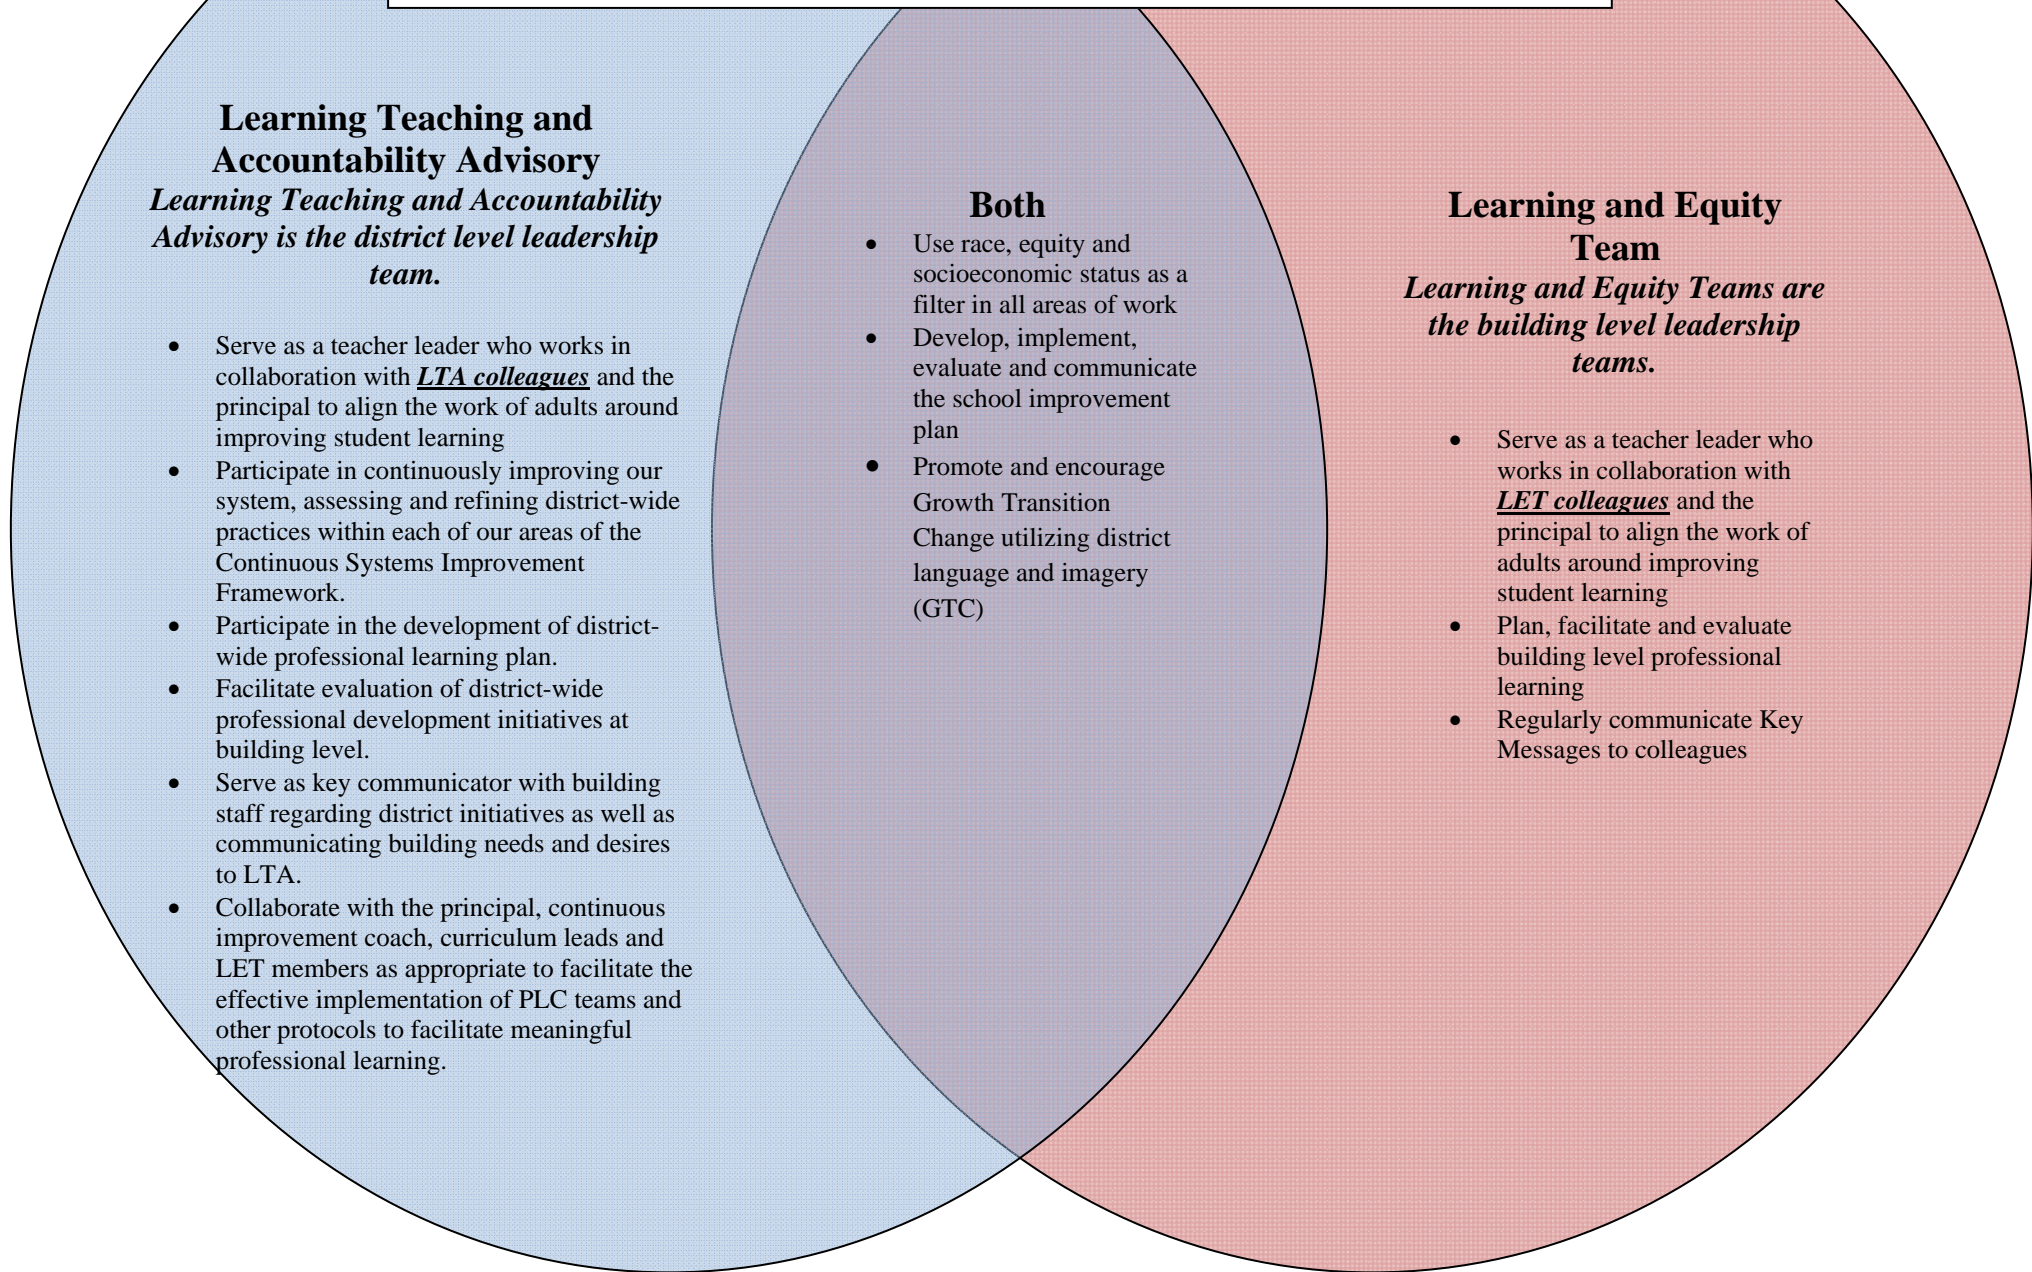 Learning Teaching and
Accountability Advisory
Learning Teaching and Accountability
Advisory is the district level leadership
team.
• Serve as a teacher leader who works in
collaboration with LTA colleagues and the
principal to align the work of adults around
improving student learning
• Participate in continuously improving our
system, assessing and refining district-wide
practices within each of our areas of the
Continuous Systems Improvement
Framework.
• Participate in the development of district-
wide professional learning plan.
• Facilitate evaluation of district-wide
professional development initiatives at
building level.
• Serve as key communicator with building
staff regarding district initiatives as well as
communicating building needs and desires
to LTA.
• Collaborate with the principal, continuous
improvement coach, curriculum leads and
LET members as appropriate to facilitate the
effective implementation of PLC teams and
other protocols to facilitate meaningful
professional learning.
Both
• Use race, equity and
socioeconomic status as a
filter in all areas of work
• Develop, implement,
evaluate and communicate
the school improvement
plan
• Promote and encourage
Growth Transition
Change utilizing district
language and imagery
(GTC)
Learning and Equity
Team
Learning and Equity Teams are
the building level leadership
teams.
• Serve as a teacher leader who
works in collaboration with
LET colleagues and the
principal to align the work of
adults around improving
student learning
• Plan, facilitate and evaluate
building level professional
learning
• Regularly communicate Key
Messages to colleagues